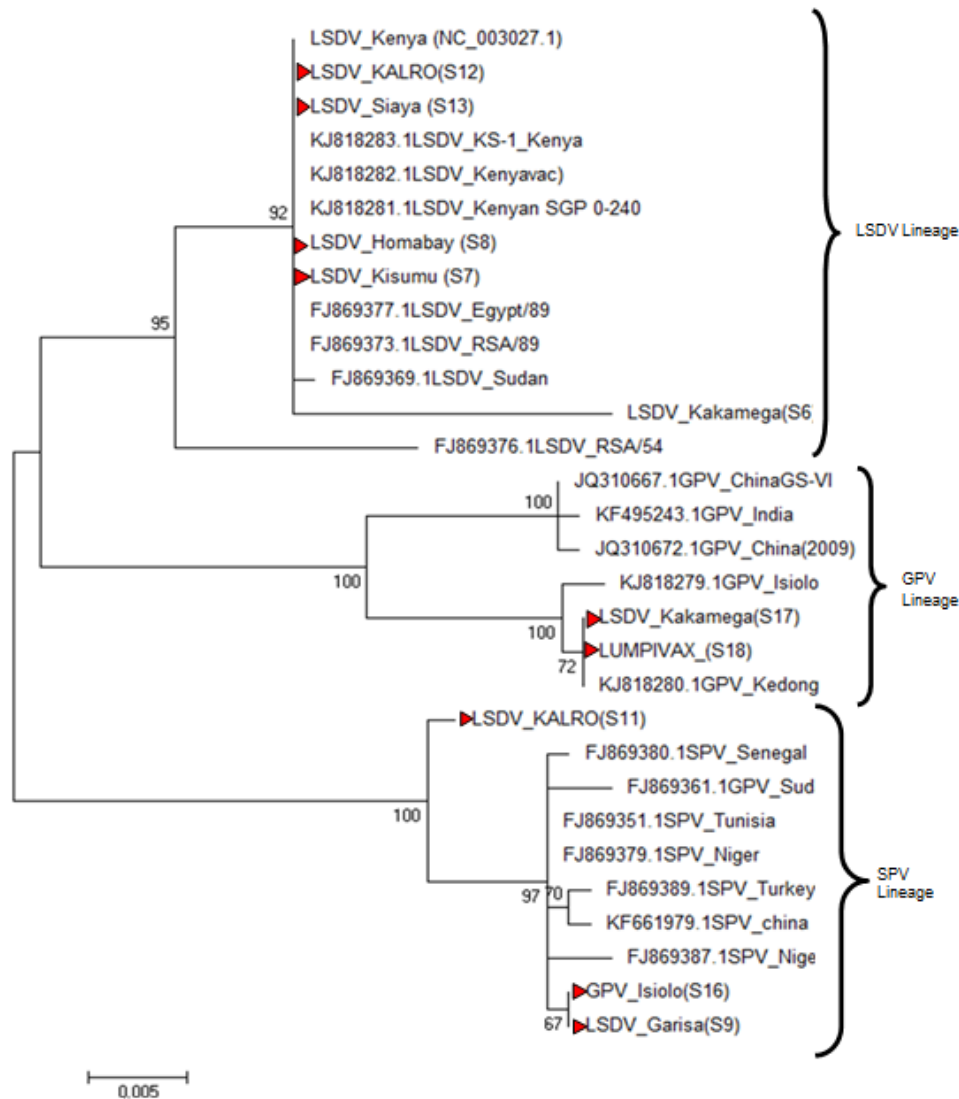 LSDV_Kenya (NC_003027.1)
LSDV_KALRO(S12)
LSDV_Siaya (S13)
KJ818283.1LSDV_KS-1_Kenya
KJ818282.1LSDV_Kenyavac)
KJ818281.1LSDV_Kenyan SGP 0-240
92
LSDV_Homabay (S8)
LSDV Lineage
LSDV_Kisumu (S7)
FJ869377.1LSDV_Egypt/89
95
FJ869373.1LSDV_RSA/89
FJ869369.1LSDV_Sudan
LSDV_Kakamega(S6)
FJ869376.1LSDV_RSA/54
JQ310667.1GPV_ChinaGS-VI
100
KF495243.1GPV_India
JQ310672.1GPV_China(2009)
100
KJ818279.1GPV_Isiolo
GPV
Lineage
LSDV_Kakamega(S17)
100
LUMPIVAX_(S18)
72
KJ818280.1GPV_Kedong
LSDV_KALRO(S11)
FJ869380.1SPV_Senegal
FJ869361.1GPV_Sud
100
FJ869351.1SPV_Tunisia
FJ869379.1SPV_Niger
SPV
Lineage
97
70
FJ869389.1SPV_Turkey
KF661979.1SPV_china
FJ869387.1SPV_Nige
GPV_Isiolo(S16)
67
LSDV_Garisa(S9)
0.005